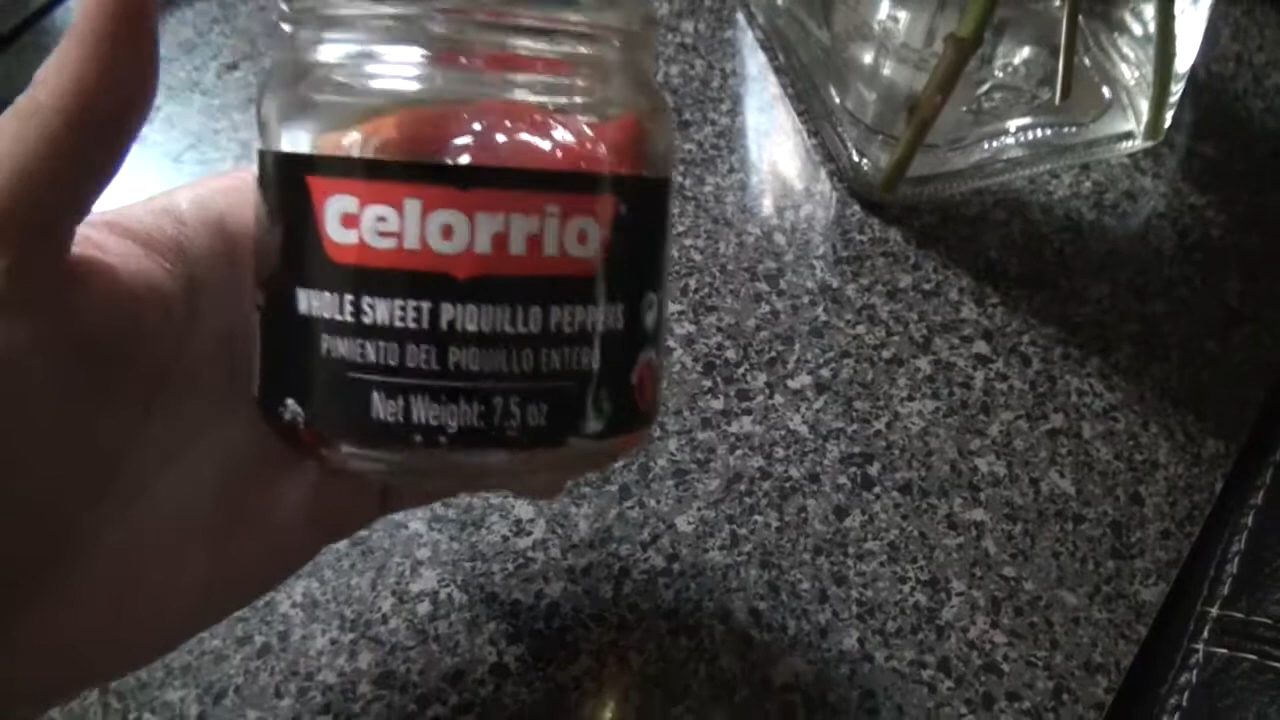 Celorrio
WHOLE SWEET PIQUILLO PEPPERS
PIMIENTO DEL PIQUILLO ENTERO
Net Weight: 7.5 oz